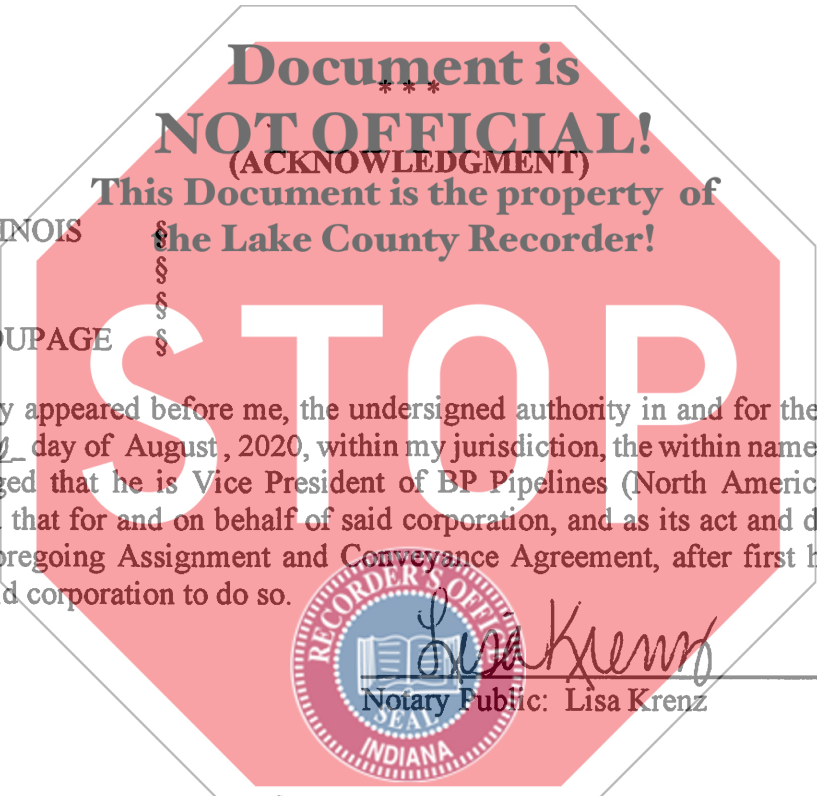 Document is
* * *
NOT OFFICIAL!
(ACKNOWLEDGMENT)
This Document is the property of
INOIS §
the Lake County Recorder!
§
§
DUPAGE §
STOP
y appeared before me, the undersigned authority in and for the
day of August , 2020, within my jurisdiction, the within name
ged that he is Vice President of BP Pipelines (North Americ
that for and on behalf of said corporation, and as its act and d
oregoing Assignment and Conveyance Agreement, after first h
d corporation to do so.
RECORDER'S OFFICE
Lisa Krenz
Notary Public: Lisa Krenz
SEAL
INDIANA